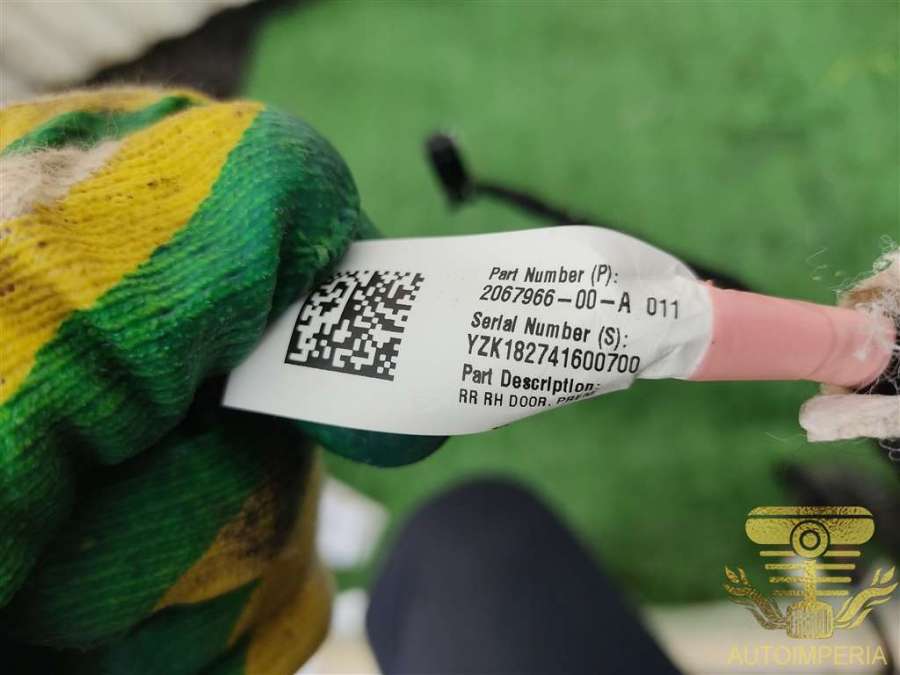 Part Number (P):
2067966-00-A 011
Serial Number (S):
YZK182741600700
Part Description:
RR RH DOOR,
AUTOIMPERIA